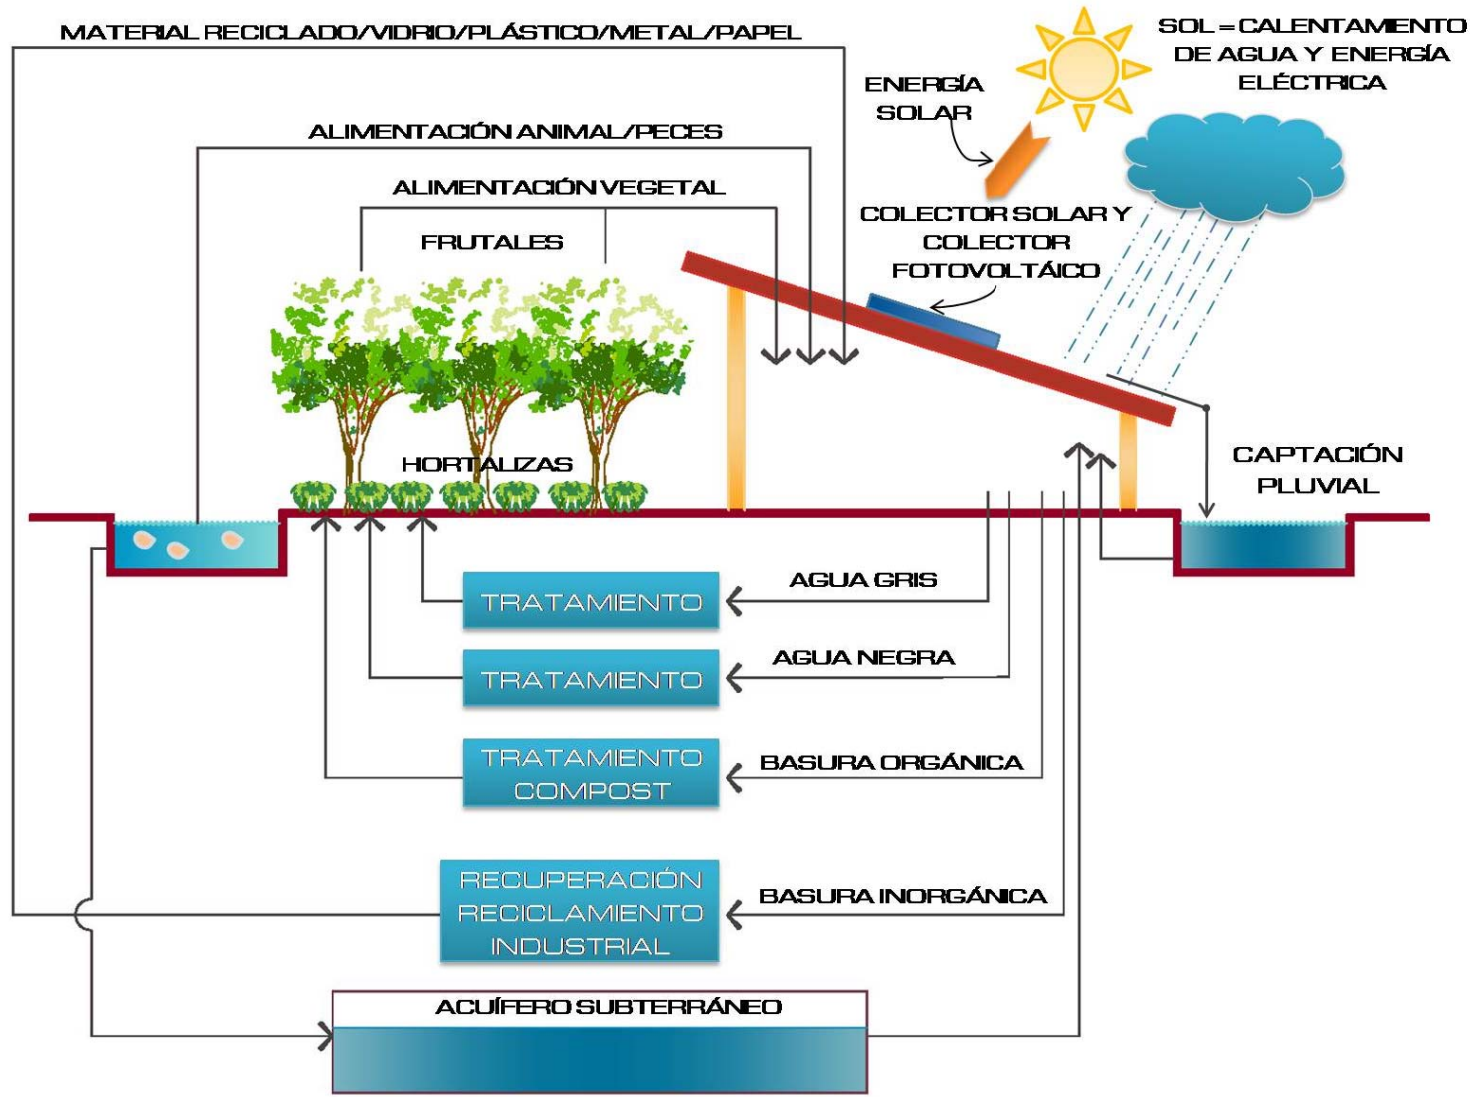 MATERIAL RECICLADO/VIDRIO/PLÁSTICO/METAL/PAPEL
SOL = CALENTAMIENTO
DE AGUA Y ENERGÍA
ELÉCTRICA
ENERGÍA
SOLAR
ALIMENTACIÓN ANIMAL/PECES
ALIMENTACIÓN VEGETAL
FRUTALES
COLECTOR SOLAR Y
COLECTOR
FOTOVOLTÁICO
HORTALIZAS
CAPTACIÓN
PLUVIAL
AGUA GRIS
TRATAMIENTO
AGUA NEGRA
TRATAMIENTO
BASURA ORGÁNICA
TRATAMIENTO
COMPOST
BASURA INORGÁNICA
RECUPERACIÓN
RECICLAMIENTO
INDUSTRIAL
ACUÍFERO SUBTERRÁNEO